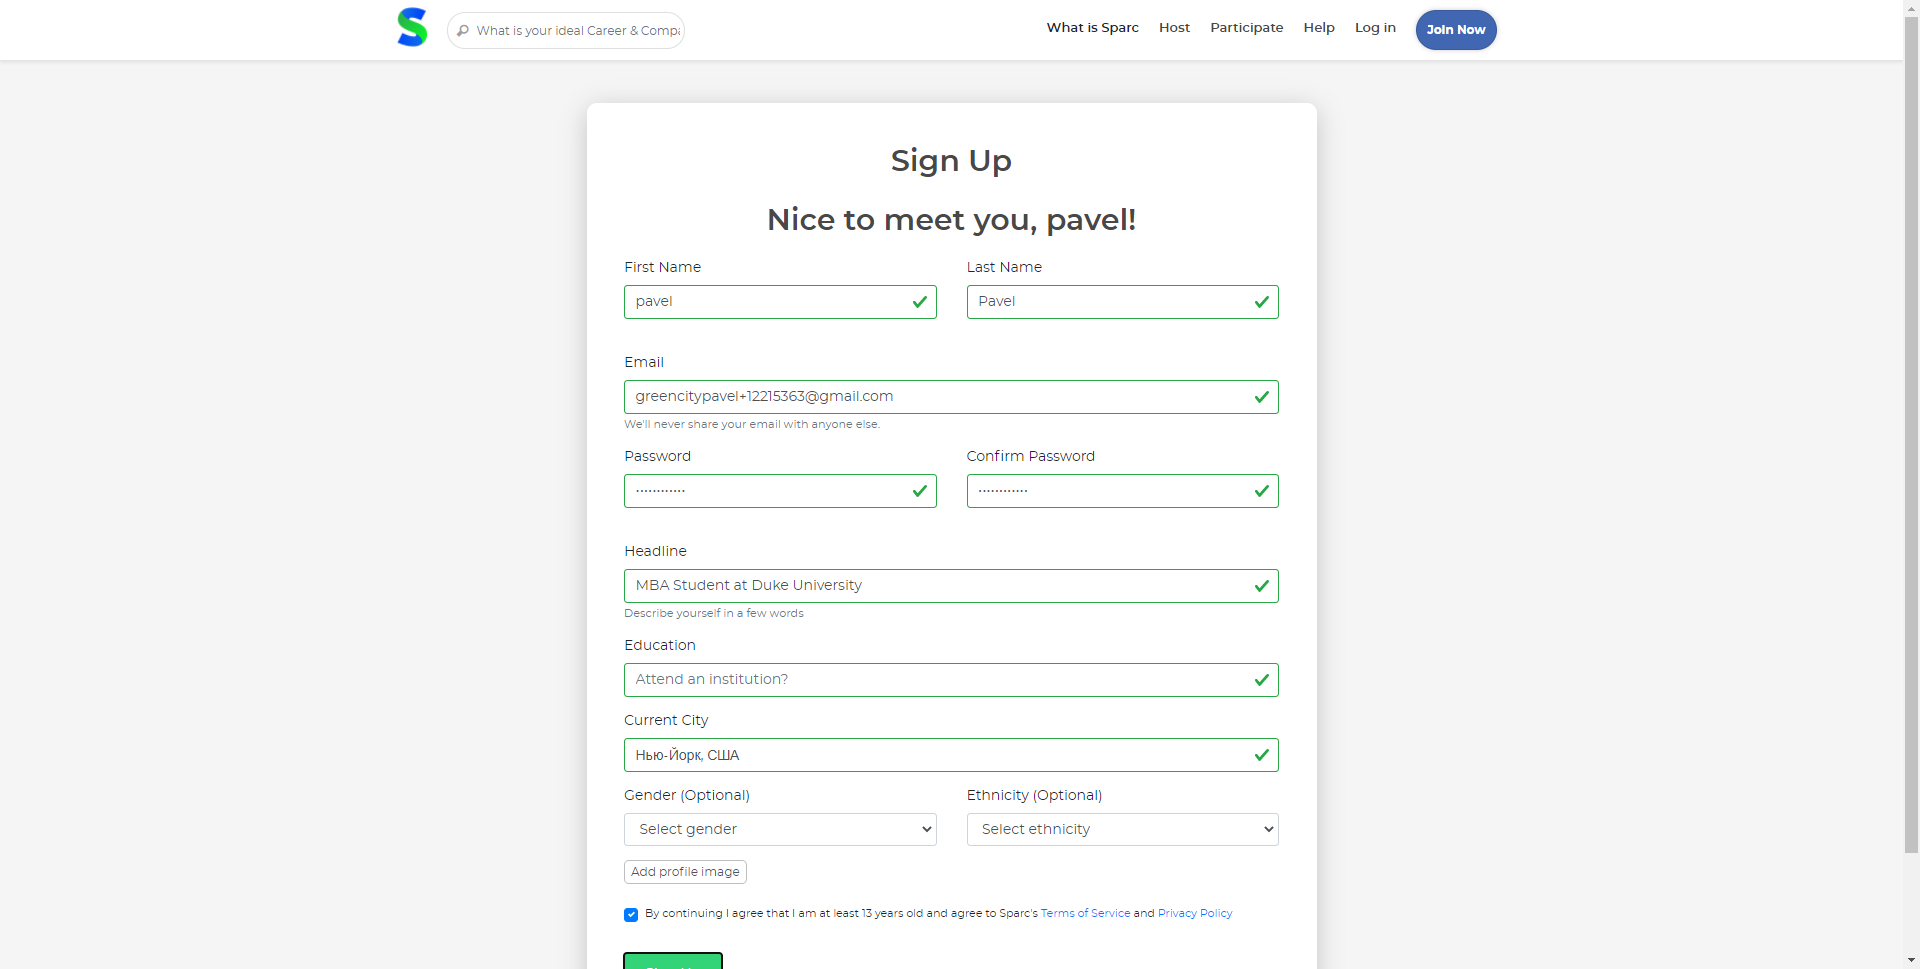 What is your ideal Career & Compa
What is Sparc
Host
Participate
Help
Log in
Join Now
Sign Up
Nice to meet you, pavel!
First Name
Last Name
pavel
Pavel
Email
greencitypavel+12215363@gmail.com
We'll never share your email with anyone else.
Password
Confirm Password
Headline
MBA Student at Duke University
Describe yourself in a few words
Education
Attend an institution?
Current City
Нью-Йорк, США
Gender (Optional)
Ethnicity (Optional)
Select gender
Select ethnicity
Add profile image
By continuing I agree that I am at least 13 years old and agree to Sparc's Terms of Service and Privacy Policy